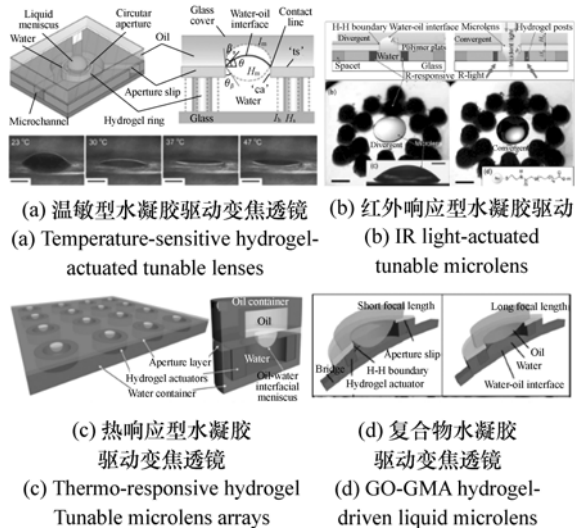 Liquid meniscus
Circular aperture
Water
Oil
Aperture slip
Microchannel
Hydrogel ring
Glass cover
Water-oil interface
Contact line
'ts'
'ca'
Water
Glass
23 °C
30 °C
37 °C
47 °C
H-H boundary Water-oil interface Microlens
Hydrogel posts
Divergent
Convergent
Polymer
Water
Spacet
Glass
R-responsive
R-light
Divergent
Convergent
(c)
(d)
(a) 温敏型水凝胶驱动变焦透镜
(a) Temperature-sensitive hydrogel-
actuated tunable lenses
(b) 红外响应型水凝胶驱动
(b) IR light-actuated
tunable microlens
Oil container
Oil
Water
Aperture layer
Hydrogel actuators
Water container
Oil-water
interfacial
meniscus
Short focal length
Aperture slip
Bridge
H-H boundary
Hydrogel actuator
Long focal length
Oil
Water
Water-oil interface
(c) 热响应型水凝胶
驱动变焦透镜
(c) Thermo-responsive hydrogel
Tunable microlens arrays
(d) 复合物水凝胶
驱动变焦透镜
(d) GO-GMA hydrogel-
driven liquid microlens